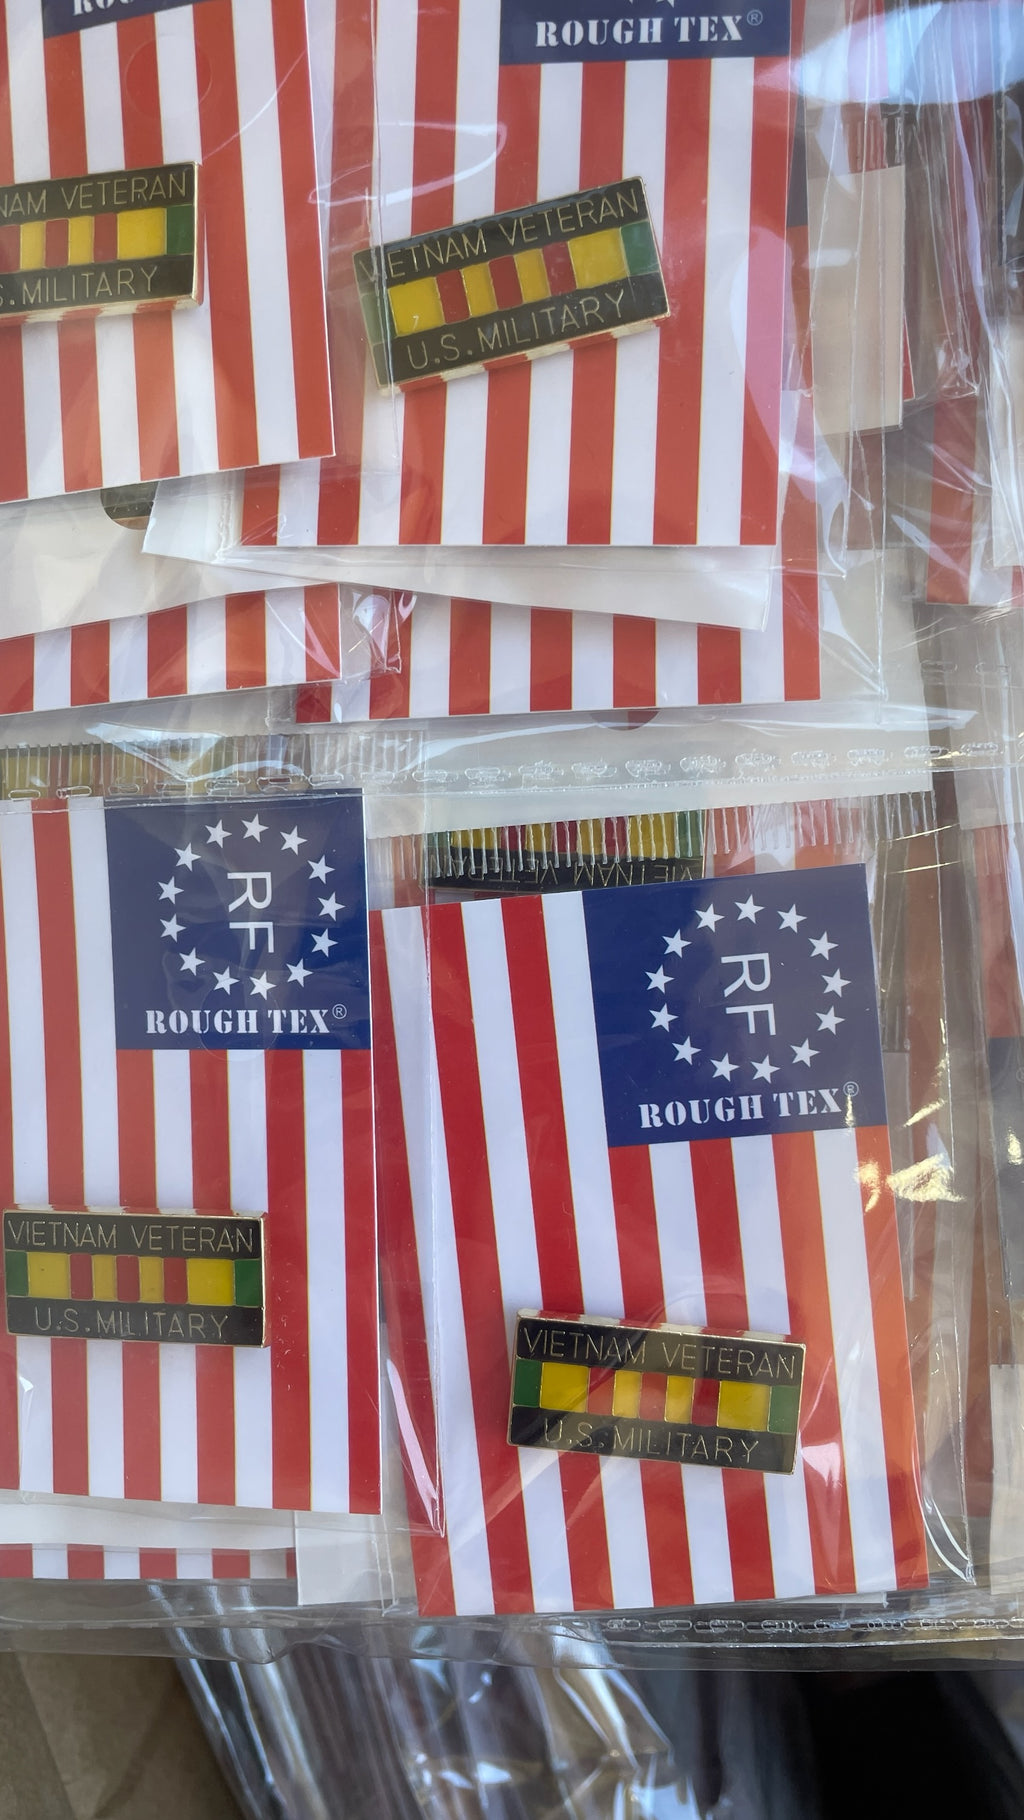 ROUGH TEX®
VETERAN
.MILITARY
VIETNAM VETERAN
U.S.MILITARY
RF
ROUGH TEX®
RF
ROUGH TEX®
VIETNAM VETERAN
VIETNAM VETERAN
U.S.MILITARY
VIETNAM VETERAN
U.S.MILITARY